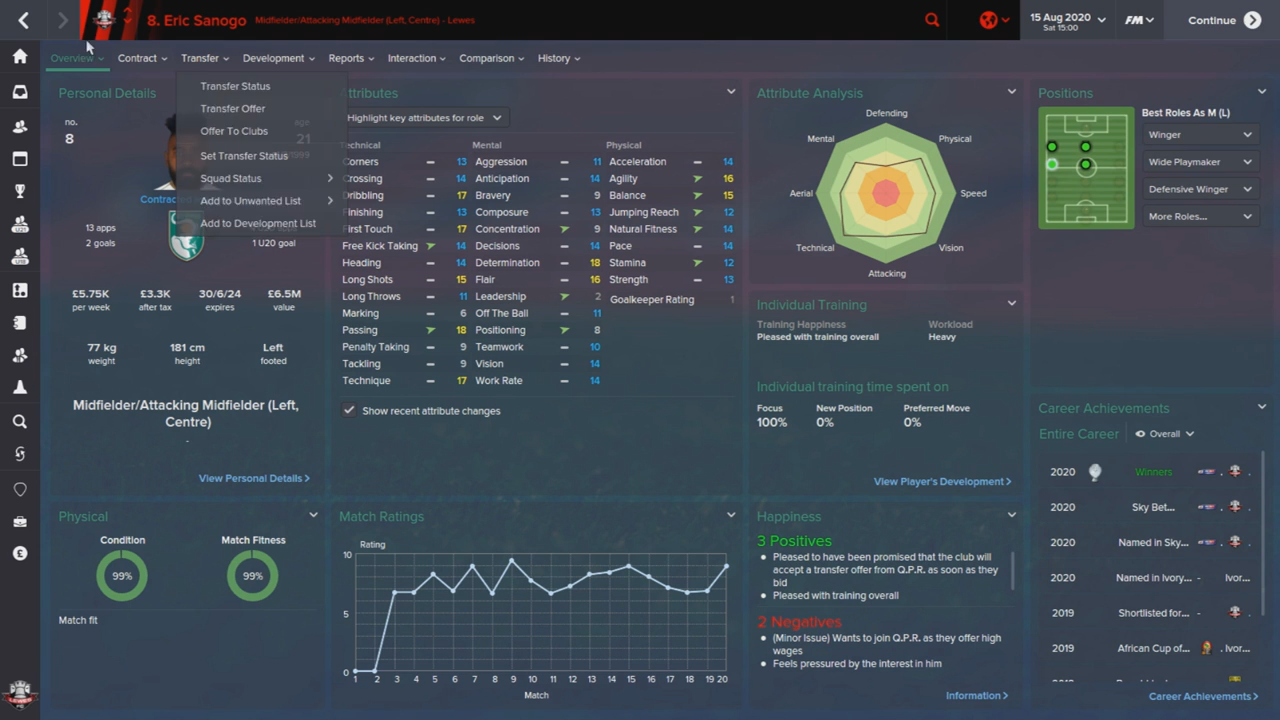 8. Eric Sanogo
Midfielder/Attacking Midfielder (Left, Centre) - Lewes
15 Aug 2020
Sat 15:00
FM
Continue
Overview
Contract
Transfer
Development
Reports
Interaction
Comparison
History
Transfer Status
Transfer Offer
Offer To Clubs
Set Transfer Status
Squad Status
Add to Unwanted List
Add to Development List
Personal Details
no.
8
age
21
Contracted
13 apps
2 goals
1 U20 goal
£5.75K
per week
£3.3K
after tax
30/6/24
expires
£6.5M
value
77 kg
weight
181 cm
height
Left
footed
Midfielder/Attacking Midfielder (Left,
Centre)
-
View Personal Details >
Attributes
Highlight key attributes for role
Technical Mental Physical
Corners - 13 Aggression - 11 Acceleration - 14
Crossing - 14 Anticipation - 14 Agility 16
Dribbling - 17 Bravery - 9 Balance 15
Finishing - 13 Composure - 13 Jumping Reach 12
First Touch - 17 Concentration 9 Natural Fitness 14
Free Kick Taking 14 Decisions - 14 Pace - 14
Heading - 14 Determination - 18 Stamina 12
Long Shots - 15 Flair - 16 Strength - 13
Long Throws - 11 Leadership 2 Goalkeeper Rating 1
Marking - 6 Off The Ball - 11
Passing 18 Positioning 8
Penalty Taking - 9 Teamwork - 10
Tackling - 9 Vision - 14
Technique - 17 Work Rate - 14
Show recent attribute changes
Attribute Analysis
Defending
Mental
Physical
Aerial
Speed
Technical
Vision
Attacking
Individual Training
Training Happiness
Pleased with training overall
Workload
Heavy
Individual training time spent on
Focus
100%
New Position
0%
Preferred Move
0%
View Player's Development >
Positions
Best Roles As M (L)
Winger
Wide Playmaker
Defensive Winger
More Roles...
Career Achievements
Entire Career
Overall
2020 Winners
2020 Sky Bet...
2020 Named in Sky...
2020 Named in Ivory... - Ivor...
2019 Shortlisted for... -
2019 African Cup of... Ivor...
Career Achievements >
Physical
Condition
99%
Match Fitness
99%
Match fit
Match Ratings
Rating
10
5
0
1 2 3 4 5 6 7 8 9 10 11 12 13 14 15 16 17 18 19 20
Match
Happiness
3 Positives
Pleased to have been promised that the club will
accept a transfer offer from Q.P.R. as soon as they
bid
Pleased with training overall
2 Negatives
(Minor Issue) Wants to join Q.P.R. as they offer high
wages
Feels pressured by the interest in him
Information >